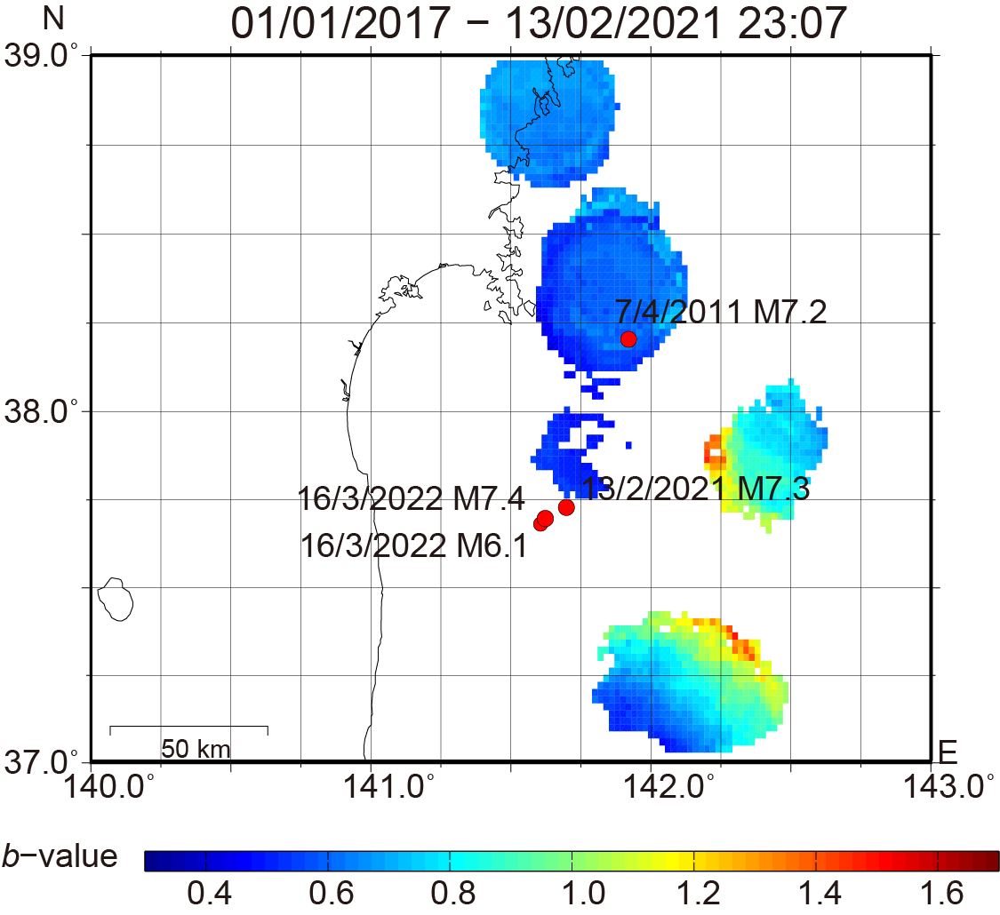 N
01/01/2017 − 13/02/2021 23:07
39.0°
7/4/2011 M7.2
38.0°
13/2/2021 M7.3
16/3/2022 M7.4
16/3/2022 M6.1
50 km
37.0°
E
140.0° 141.0° 142.0° 143.0°
b−value
0.4 0.6 0.8 1.0 1.2 1.4 1.6